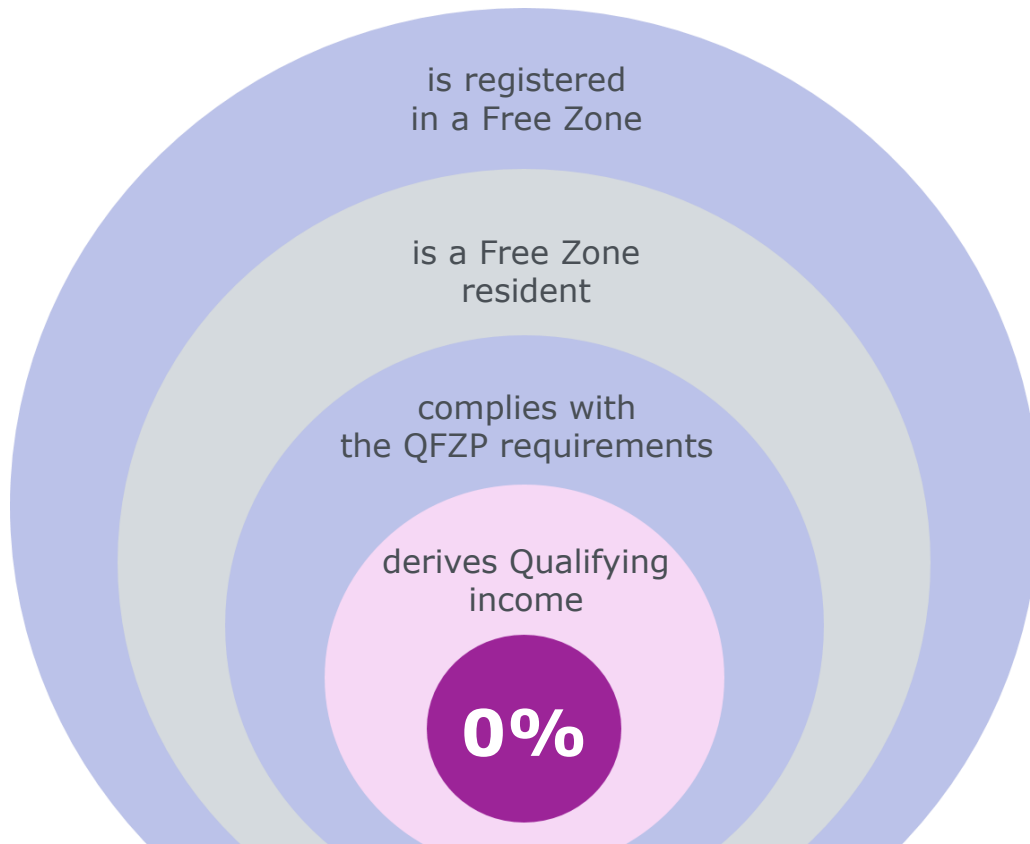 is registered
in a Free Zone
is a Free Zone
resident
complies with
the QFZP requirements
derives Qualifying
income
0%